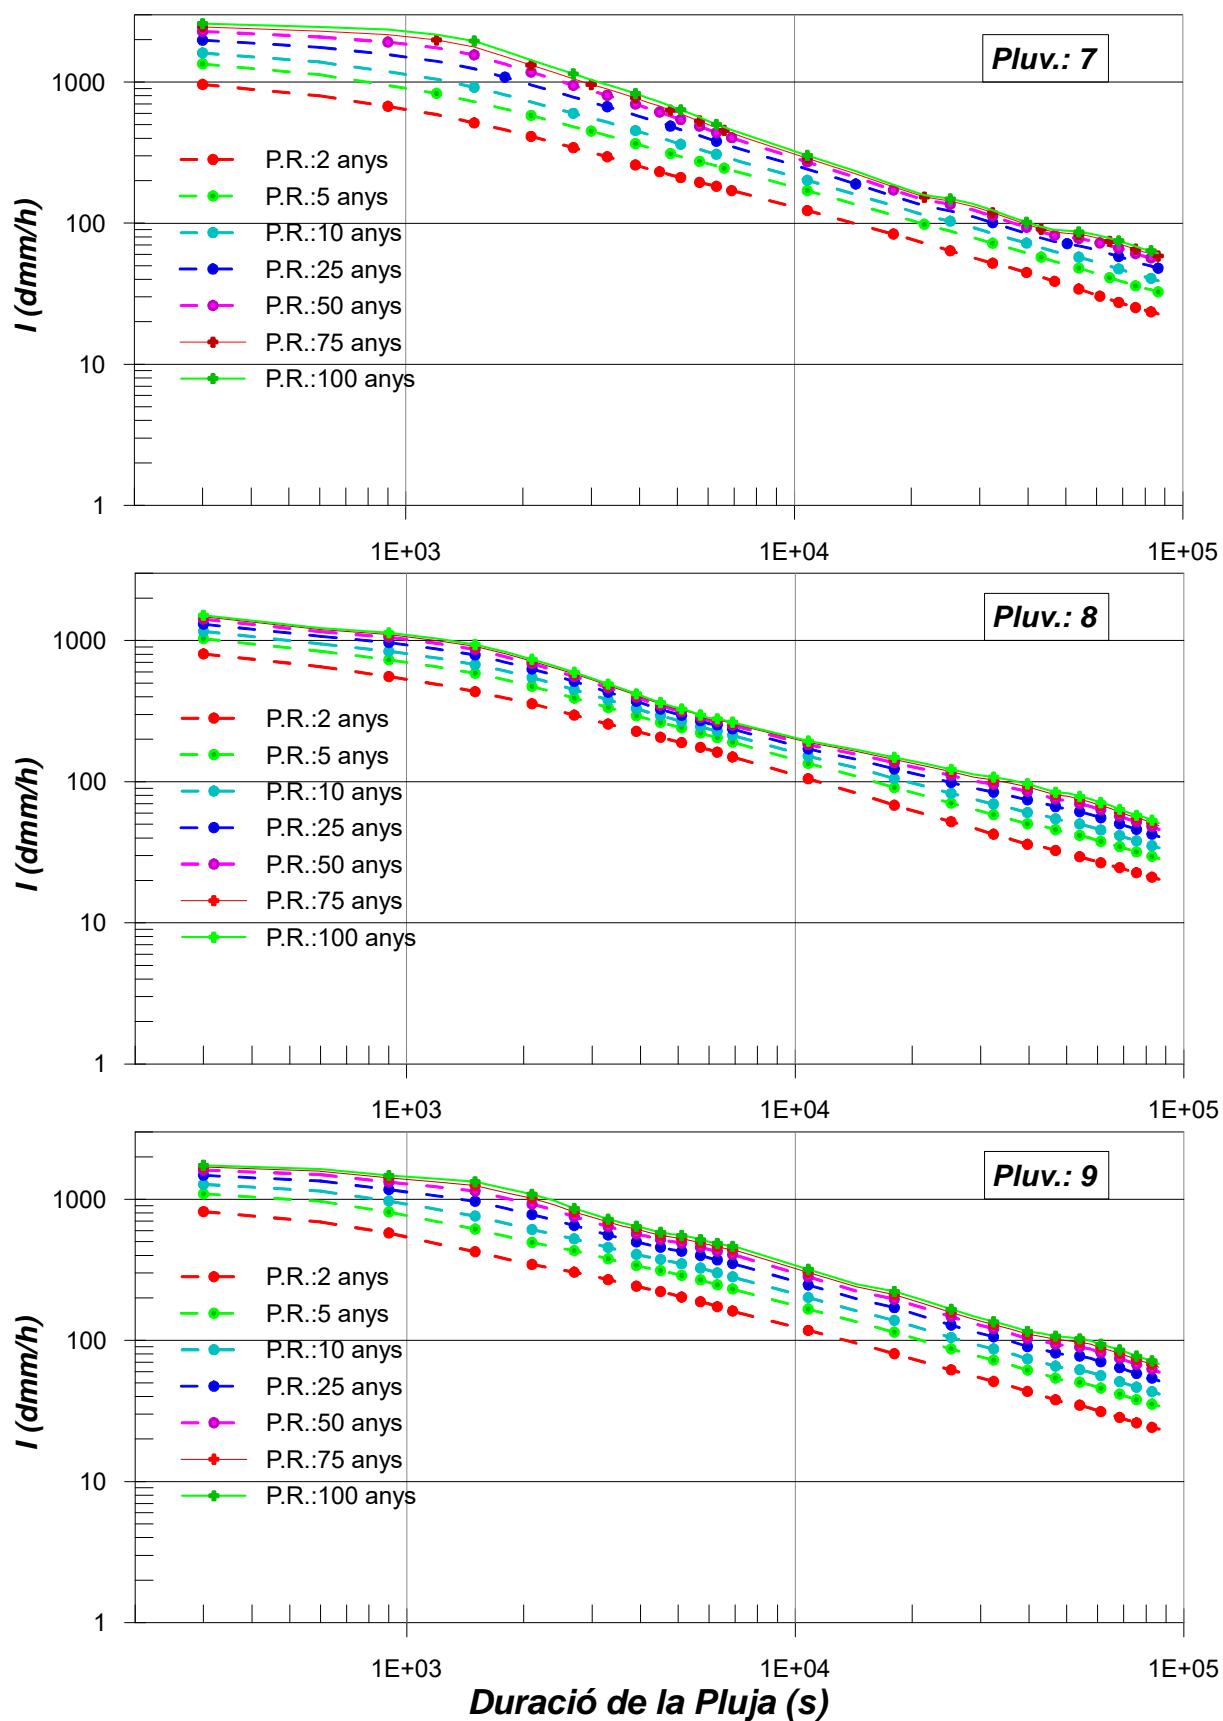 Pluv.: 7
1000
100
10
1
I (dmm/h)
P.R.:2 anys
P.R.:5 anys
P.R.:10 anys
P.R.:25 anys
P.R.:50 anys
P.R.:75 anys
P.R.:100 anys
1E+03 1E+04 1E+05
Pluv.: 8
1000
100
10
1
I (dmm/h)
P.R.:2 anys
P.R.:5 anys
P.R.:10 anys
P.R.:25 anys
P.R.:50 anys
P.R.:75 anys
P.R.:100 anys
1E+03 1E+04 1E+05
Pluv.: 9
1000
100
10
1
I (dmm/h)
P.R.:2 anys
P.R.:5 anys
P.R.:10 anys
P.R.:25 anys
P.R.:50 anys
P.R.:75 anys
P.R.:100 anys
1E+03 1E+04 1E+05
Duració de la Pluja (s)